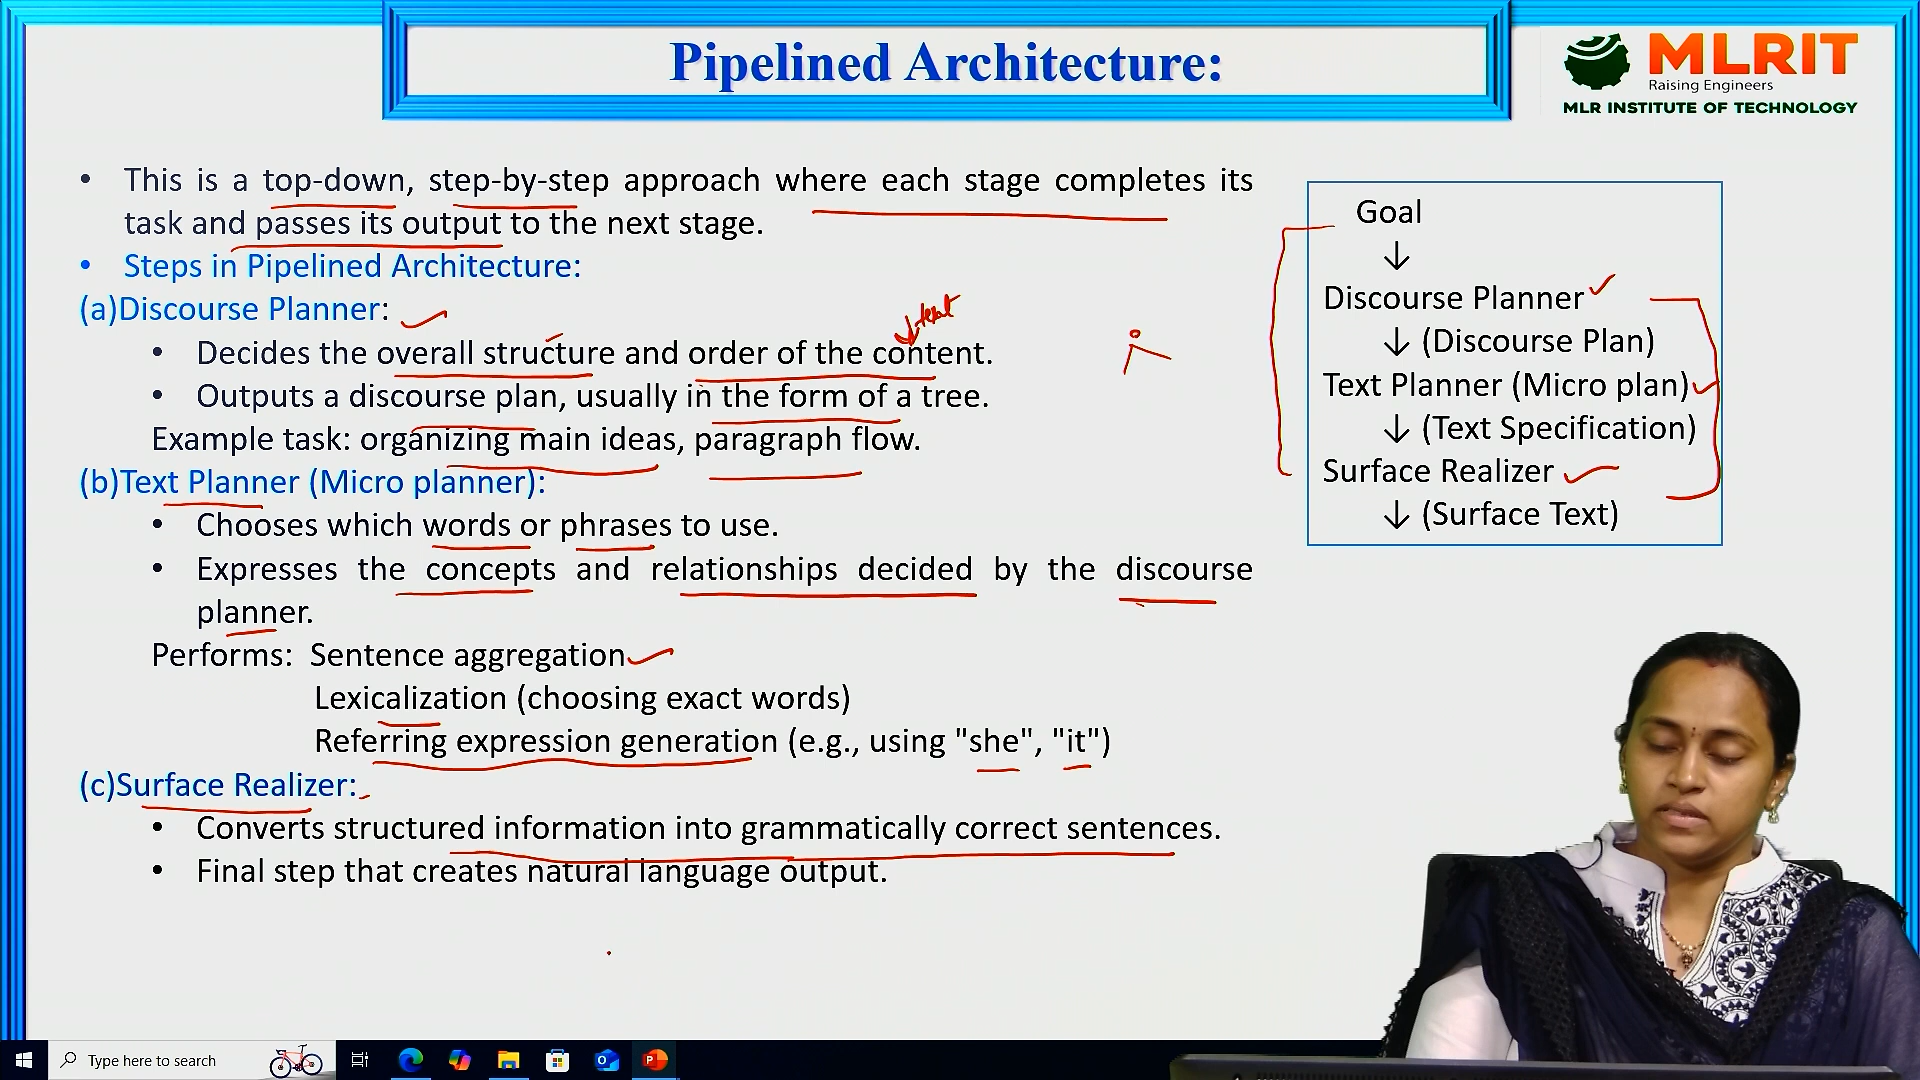 Pipelined Architecture:
MLRIT
Raising Engineers
MLR INSTITUTE OF TECHNOLOGY
• This is a top-down, step-by-step approach where each stage completes its
task and passes its output to the next stage.
• Steps in Pipelined Architecture:
(a)Discourse Planner:
text
• Decides the overall structure and order of the content.
• Outputs a discourse plan, usually in the form of a tree.
Example task: organizing main ideas, paragraph flow.
(b)Text Planner (Micro planner):
• Chooses which words or phrases to use.
• Expresses the concepts and relationships decided by the discourse
planner.
Performs: Sentence aggregation
Lexicalization (choosing exact words)
Referring expression generation (e.g., using "she", "it")
(c)Surface Realizer:
• Converts structured information into grammatically correct sentences.
• Final step that creates natural language output.
Goal
↓
Discourse Planner
↓ (Discourse Plan)
Text Planner (Micro plan)
↓ (Text Specification)
Surface Realizer
↓ (Surface Text)
Type here to search